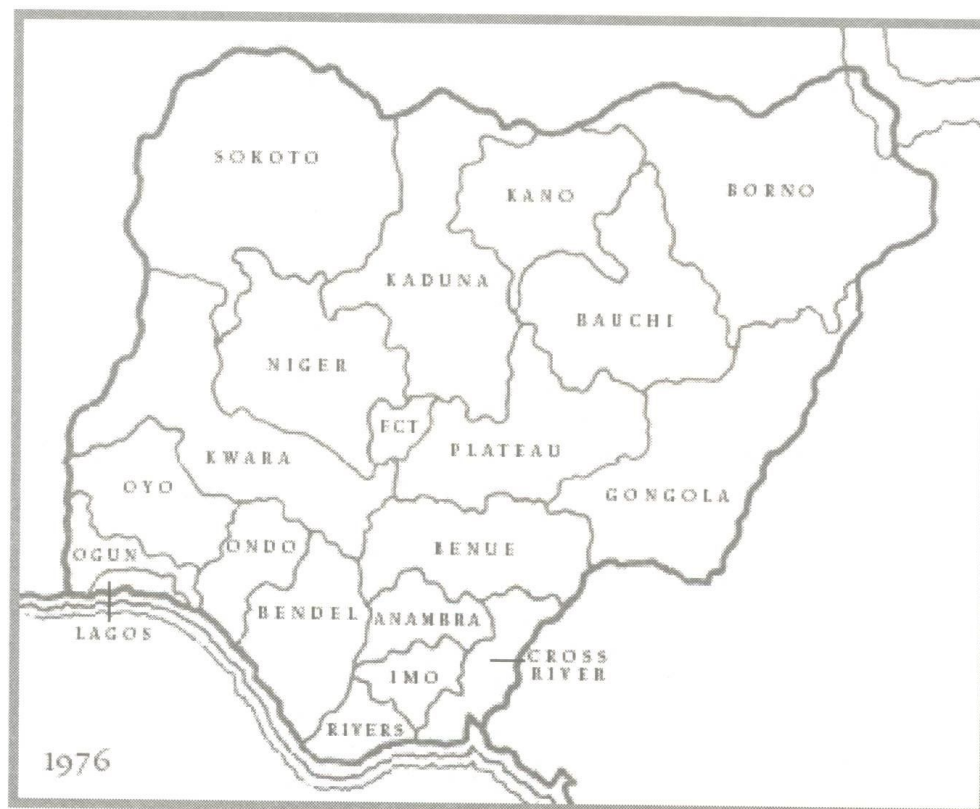 SOKOTO
KANO
BORNO
KADUNA
BAUCHI
NIGER
FCT
PLATEAU
KWARA
OYO
GONGOLA
ONDO
BENUE
OGUN
BENDEL
ANAMBRA
LAGOS
CROSS
RIVER
IMO
RIVERS
1976